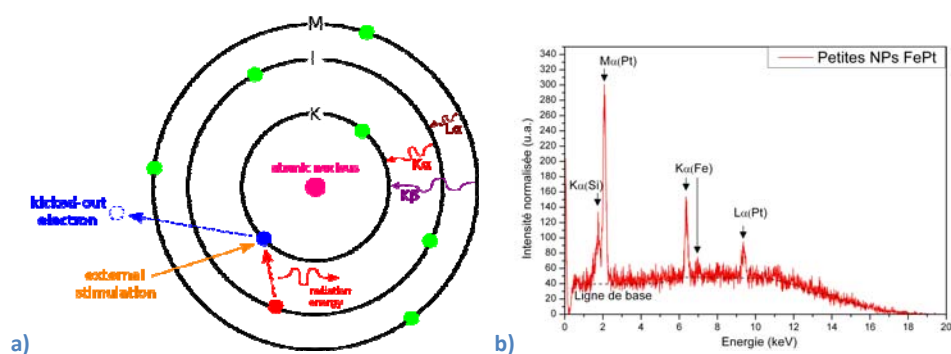 M
I
K
Lα
Kα
Kβ
atomic nucleus
kicked-out
electron
external
stimulation
radiation
energy
a)
b)
Petites NPs FePt
Mα(Pt)
Kα(Si)
Kα(Fe)
Lα(Pt)
Ligne de base
Intensité normalisée (u.a.)
340
320
300
280
260
240
220
200
180
160
140
120
100
80
60
40
20
0
0 2 4 6 8 10 12 14 16 18 20
Energie (keV)